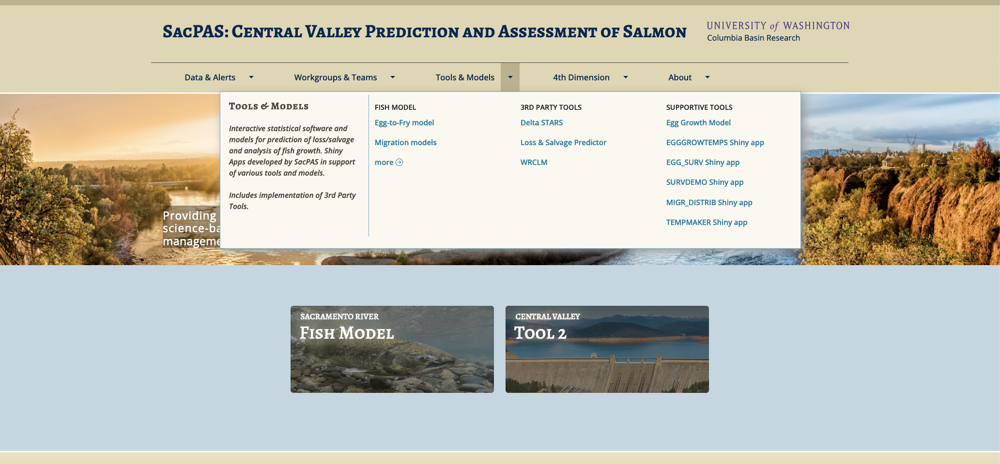 SacPAS: Central Valley Prediction and Assessment of Salmon
UNIVERSITY of WASHINGTON
Columbia Basin Research
Data & Alerts
Workgroups & Teams
Tools & Models
4th Dimension
About
Tools & Models
Interactive statistical software and
models for prediction of loss/salvage
and analysis of fish growth. Shiny
Apps developed by SacPAS in support
of various tools and models.
Includes implementation of 3rd Party
Tools.
FISH MODEL
Egg-to-Fry model
Migration models
more
3RD PARTY TOOLS
Delta STARS
Loss & Salvage Predictor
WRCLM
SUPPORTIVE TOOLS
Egg Growth Model
EGGGROWTEMPS Shiny app
EGG_SURV Shiny app
SURVDEMO Shiny app
MIGR_DISTRIB Shiny app
TEMPMAKER Shiny app
Providing
science-ba
manageme
SACRAMENTO RIVER
Fish Model
CENTRAL VALLEY
Tool 2